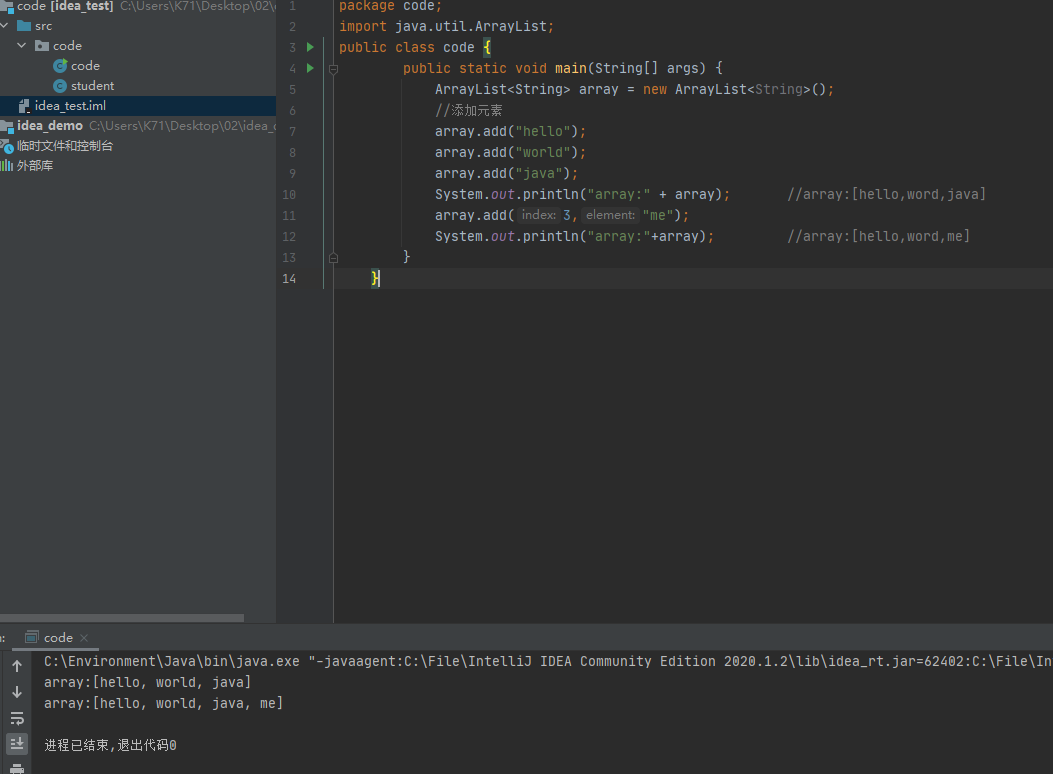 code [idea_test] C:\Users\K71\Desktop\02\
src
code
code
student
idea_test.iml
idea_demo C:\Users\K71\Desktop\02\idea_
临时文件和控制台
外部库
1 package code;
2 import java.util.ArrayList;
3 public class code {
4 public static void main(String[] args) {
5 ArrayList<String> array = new ArrayList<String>();
6 //添加元素
7 array.add("hello");
8 array.add("world");
9 array.add("java");
10 System.out.println("array:" + array); //array:[hello,word,java]
11 array.add( index: 3, element: "me");
12 System.out.println("array:"+array); //array:[hello,word,me]
13 }
14 }
code
C:\Environment\Java\bin\java.exe "-javaagent:C:\File\IntelliJ IDEA Community Edition 2020.1.2\lib\idea_rt.jar=62402:C:\File\In
array:[hello, world, java]
array:[hello, world, java, me]
进程已结束,退出代码0